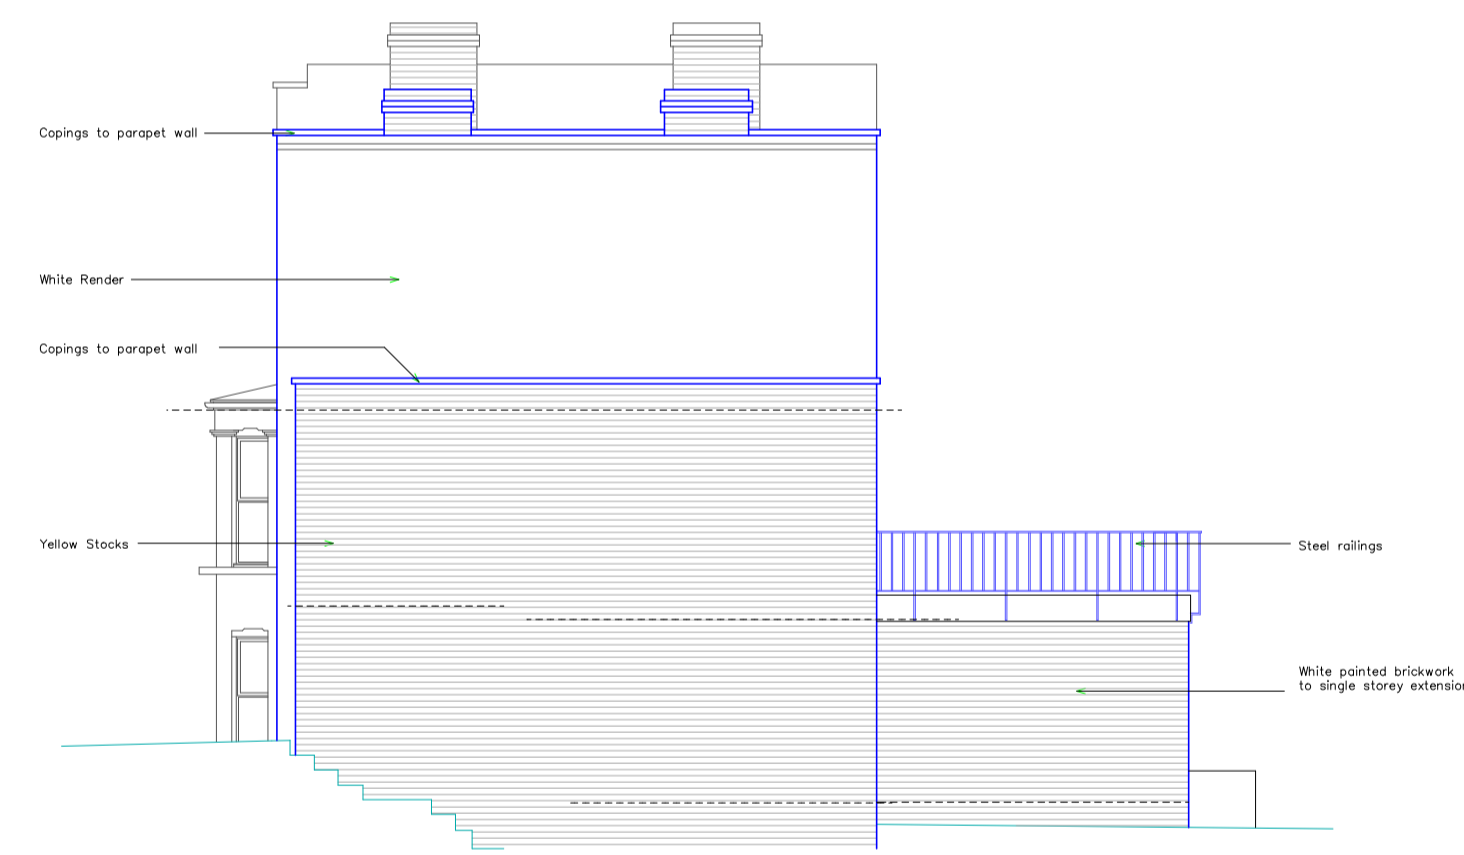 Copings to parapet wall
White Render
Copings to parapet wall
Yellow Stocks
Steel railings
White painted brickwork
to single storey extension